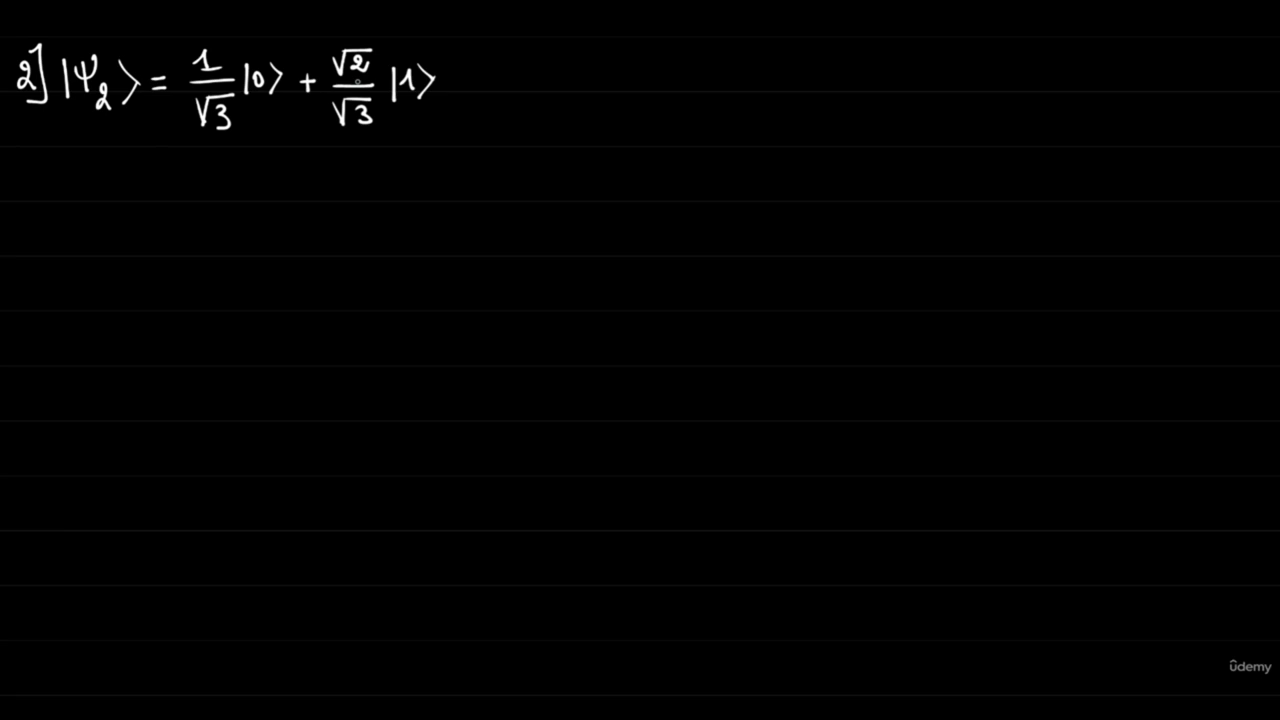 2] |Ψ₂⟩ = 1/√3 |0⟩ + √2/√3 |1⟩
ûdemy